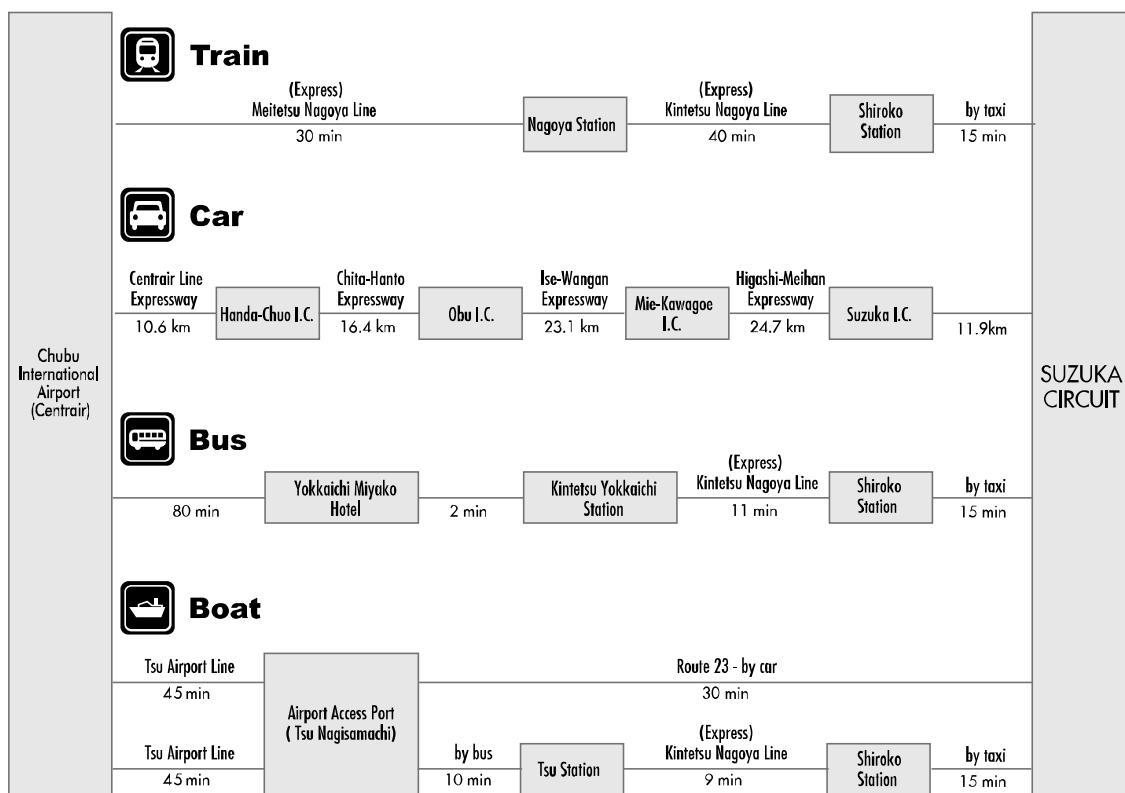 Train
(Express)
Meitetsu Nagoya Line
30 min
Nagoya Station
(Express)
Kintetsu Nagoya Line
40 min
Shiroko
Station
by taxi
15 min
Car
Centrair Line
Expressway
10.6 km
Handa-Chuo I.C.
Chita-Hanto
Expressway
16.4 km
Obu I.C.
Ise-Wangan
Expressway
23.1 km
Mie-Kawagoe
I.C.
Higashi-Meihan
Expressway
24.7 km
Suzuka I.C.
11.9km
Chubu
International
Airport
(Centrair)
SUZUKA
CIRCUIT
Bus
80 min
Yokkaichi Miyako
Hotel
2 min
Kintetsu Yokkaichi
Station
(Express)
Kintetsu Nagoya Line
11 min
Shiroko
Station
by taxi
15 min
Boat
Tsu Airport Line
45 min
Airport Access Port
( Tsu Nagisamachi)
Route 23 - by car
30 min
Tsu Airport Line
45 min
by bus
10 min
Tsu Station
(Express)
Kintetsu Nagoya Line
9 min
Shiroko
Station
by taxi
15 min